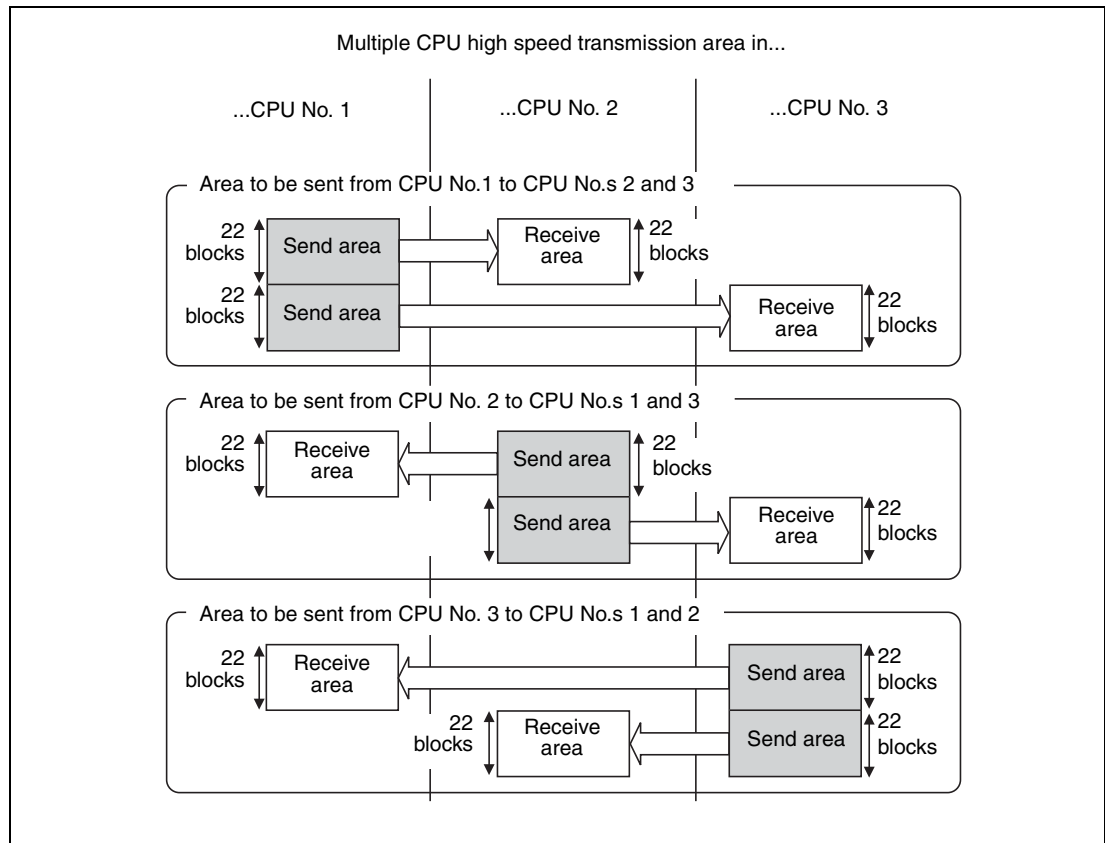 Multiple CPU high speed transmission area in...
...CPU No. 1
...CPU No. 2
...CPU No. 3
Area to be sent from CPU No.1 to CPU No.s 2 and 3
22
blocks
Send area
Receive
area
22
blocks
22
blocks
Send area
Receive
area
22
blocks
Area to be sent from CPU No. 2 to CPU No.s 1 and 3
22
blocks
Receive
area
Send area
22
blocks
Send area
Receive
area
22
blocks
Area to be sent from CPU No. 3 to CPU No.s 1 and 2
22
blocks
Receive
area
Send area
22
blocks
22
blocks
Receive
area
Send area
22
blocks